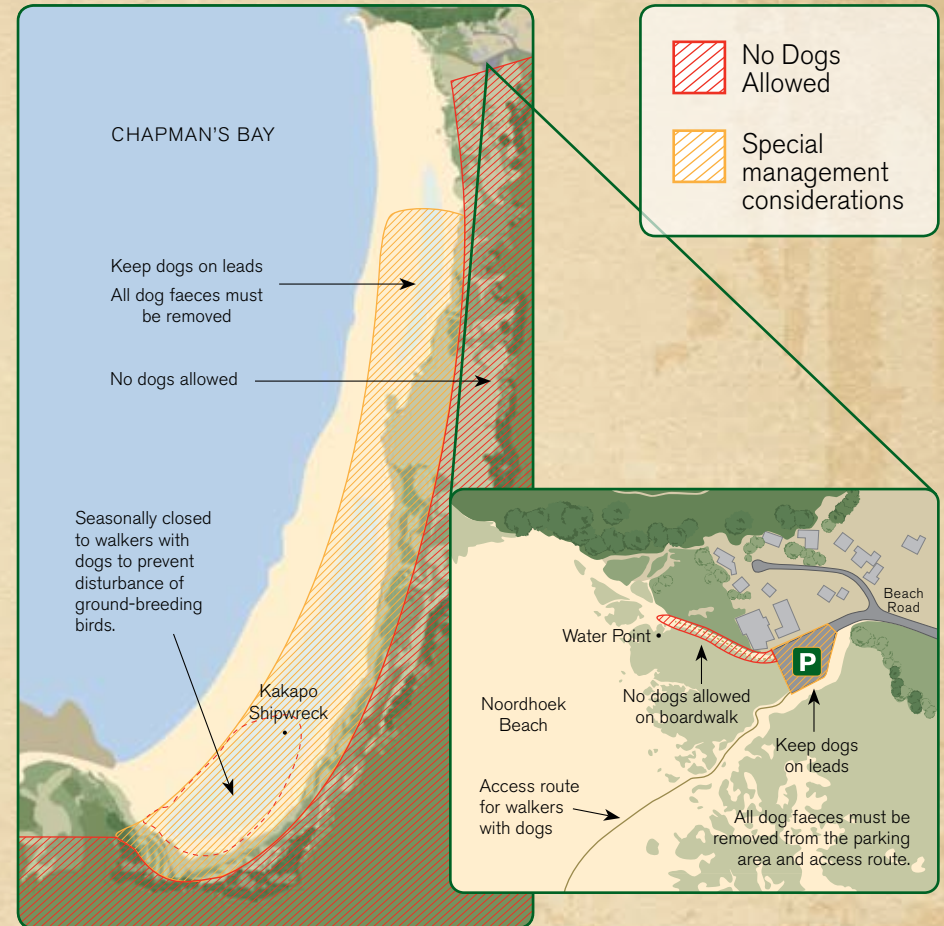 No Dogs
Allowed
Special
management
considerations
CHAPMAN'S BAY
Keep dogs on leads
All dog faeces must
be removed
No dogs allowed
Seasonally closed
to walkers with
dogs to prevent
disturbance of
ground-breeding
birds.
Kakapo
Shipwreck
Beach
Road
Water Point
P
No dogs allowed
on boardwalk
Noordhoek
Beach
Keep dogs
on leads
Access route
for walkers
with dogs
All dog faeces must be
removed from the parking
area and access route.